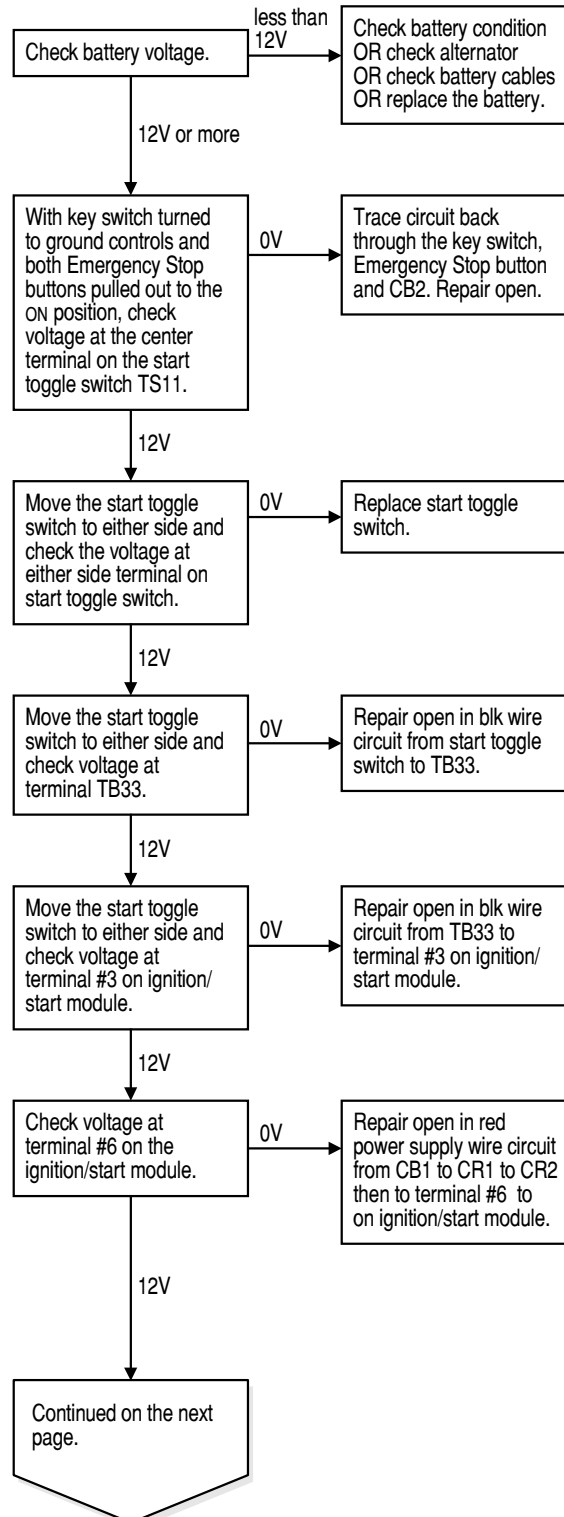 Check battery voltage.
less than
12V
Check battery condition
OR check alternator
OR check battery cables
OR replace the battery.
12V or more
With key switch turned
to ground controls and
both Emergency Stop
buttons pulled out to the
ON position, check
voltage at the center
terminal on the start
toggle switch TS11.
0V
Trace circuit back
through the key switch,
Emergency Stop button
and CB2. Repair open.
12V
Move the start toggle
switch to either side and
check the voltage at
either side terminal on
start toggle switch.
0V
Replace start toggle
switch.
12V
Move the start toggle
switch to either side and
check voltage at
terminal TB33.
0V
Repair open in blk wire
circuit from start toggle
switch to TB33.
12V
Move the start toggle
switch to either side and
check voltage at
terminal #3 on ignition/
start module.
0V
Repair open in blk wire
circuit from TB33 to
terminal #3 on ignition/
start module.
12V
Check voltage at
terminal #6 on the
ignition/start module.
0V
Repair open in red
power supply wire circuit
from CB1 to CR1 to CR2
then to terminal #6 to
on ignition/start module.
12V
Continued on the next
page.